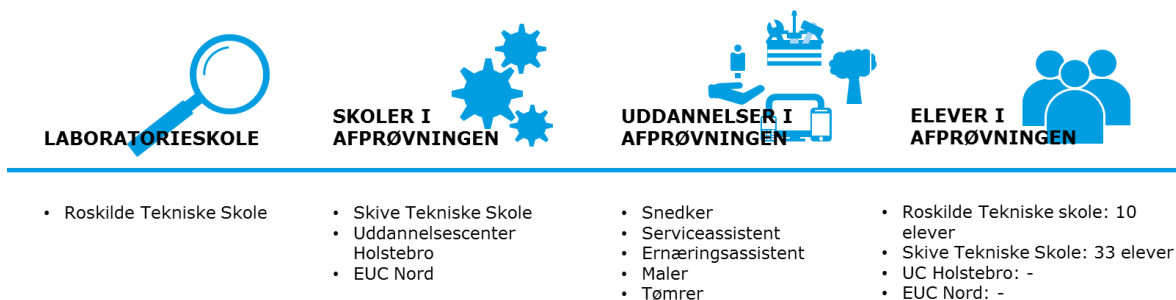 LABORATORIESKOLE
• Roskilde Tekniske Skole
SKOLER I
AFPRØVNINGEN
• Skive Tekniske Skole
• Uddannelsescenter
Holstebro
• EUC Nord
UDDANNELSER I
AFPRØVNINGEN
• Snedker
• Serviceassistent
• Ernæringsassistent
• Maler
• Tømrer
ELEVER I
AFPRØVNINGEN
• Roskilde Tekniske skole: 10
elever
• Skive Tekniske Skole: 33 elever
• UC Holstebro: -
• EUC Nord: -